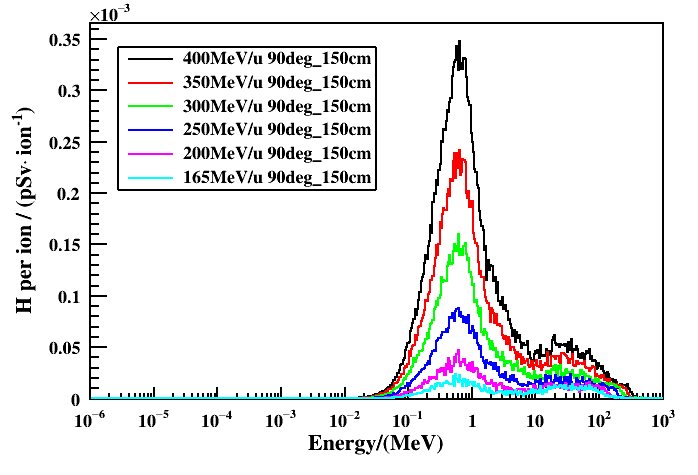 ×10⁻³
0.35
0.3
0.25
0.2
0.15
0.1
0.05
0
H per ion / (pSv· ion⁻¹)
400MeV/u 90deg_150cm
350MeV/u 90deg_150cm
300MeV/u 90deg_150cm
250MeV/u 90deg_150cm
200MeV/u 90deg_150cm
165MeV/u 90deg_150cm
10⁻⁶ 10⁻⁵ 10⁻⁴ 10⁻³ 10⁻² 10⁻¹ 1 10 10² 10³
Energy/(MeV)